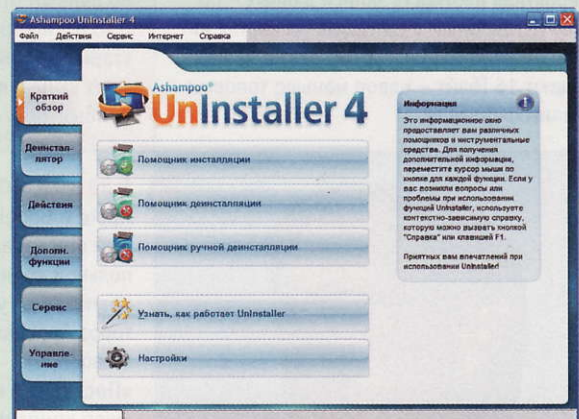 Ashampoo UnInstaller 4
Файл Действия Сервис Интернет Справка
Краткий
обзор
Деинстал-
лятор
Действия
Дополн.
функции
Сервис
Управле-
ние
Ashampoo®
UnInstaller 4
Помощник инсталляции
Помощник деинсталляции
Помощник ручной деинсталляции
Узнать, как работает UnInstaller
Настройки
Информация
Это информационное окно
предоставляет вам различных
помощников и инструментальные
средства. Для получения
дополнительной информации,
переместите курсор мыши по
кнопке для каждой функции. Если у
вас возникли вопросы или
проблемы при использовании
функций UnInstaller, используете
контекстно-зависимую справку,
которую можно вызвать кнопкой
"Справка" или клавишей F1.
Приятных вам впечатлений при
использовании UnInstaller!